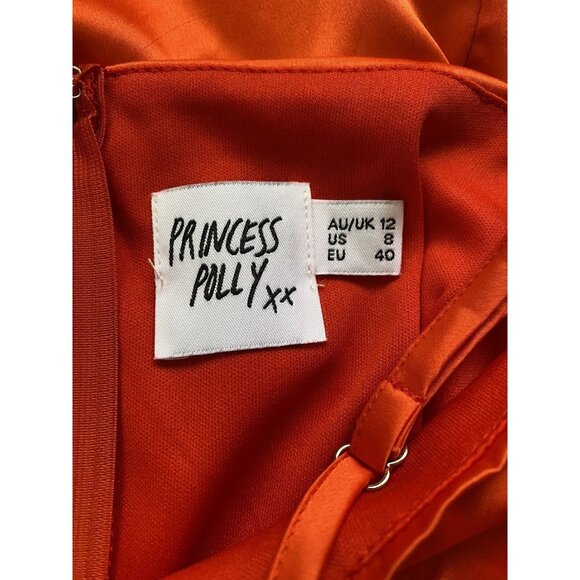 PRINCESS
POLLY xx
AU/UK 12
US 8
EU 40